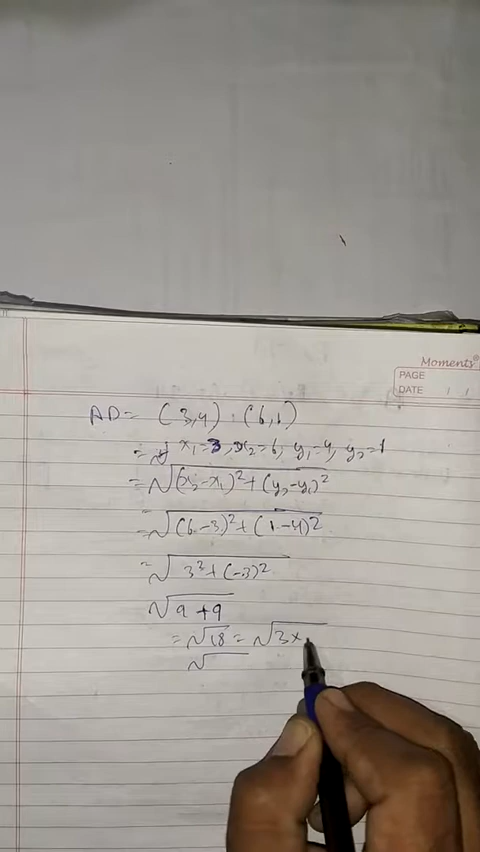 Moments®
PAGE
DATE / /
AD = (3,4) . (6,1)
= √ x₁=3, x₂=6, y₁=4, y₂=1
= √(x₂-x₁)²+(y₂-y₁)²
= √(6-3)²+(1-4)²
= √3²+(-3)²
√9+9
= √18 = √3×
√